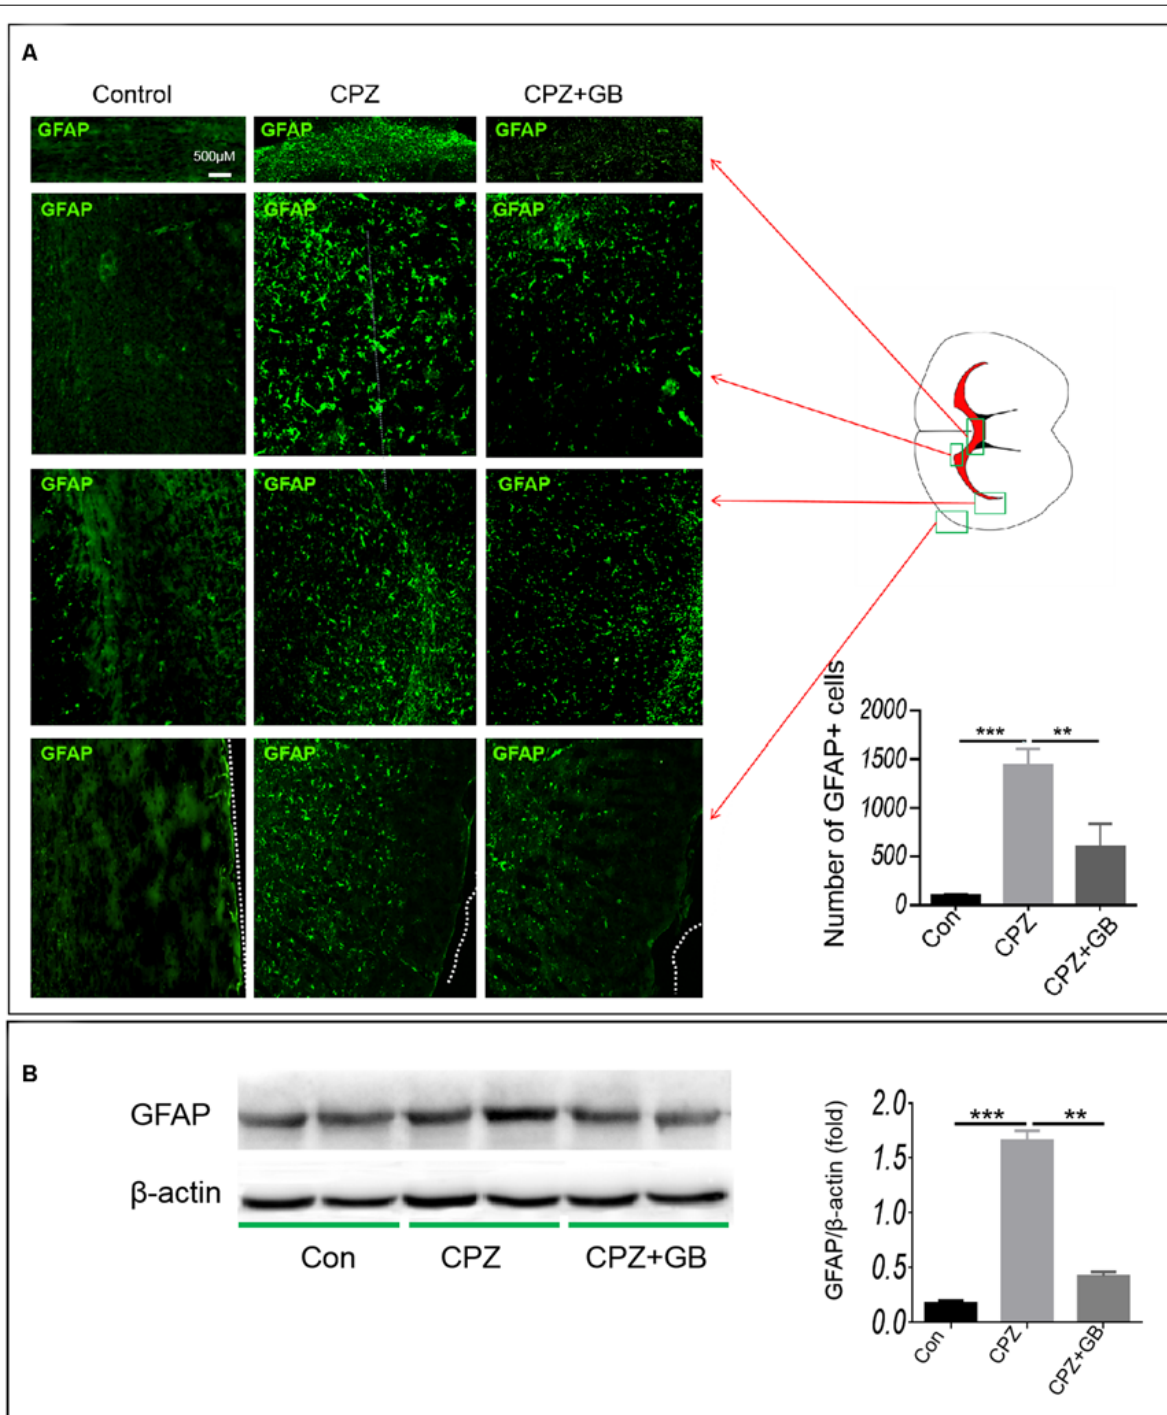 A
Control CPZ CPZ+GB
GFAP GFAP GFAP
500μM
GFAP GFAP GFAP
GFAP GFAP GFAP
GFAP GFAP GFAP
Number of GFAP+ cells
2000
1500
1000
500
0
*** **
Con CPZ CPZ+GB
B
GFAP
β-actin
Con CPZ CPZ+GB
GFAP/β-actin (fold)
2.0
1.5
1.0
0.5
0.0
*** **
Con CPZ CPZ+GB